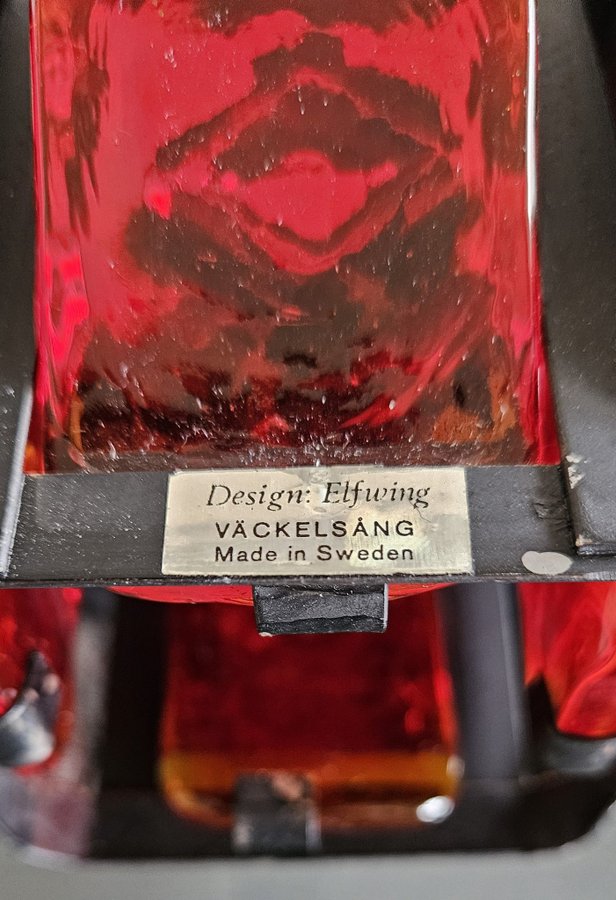 Design: Elfwing
VÄCKELSÅNG
Made in Sweden